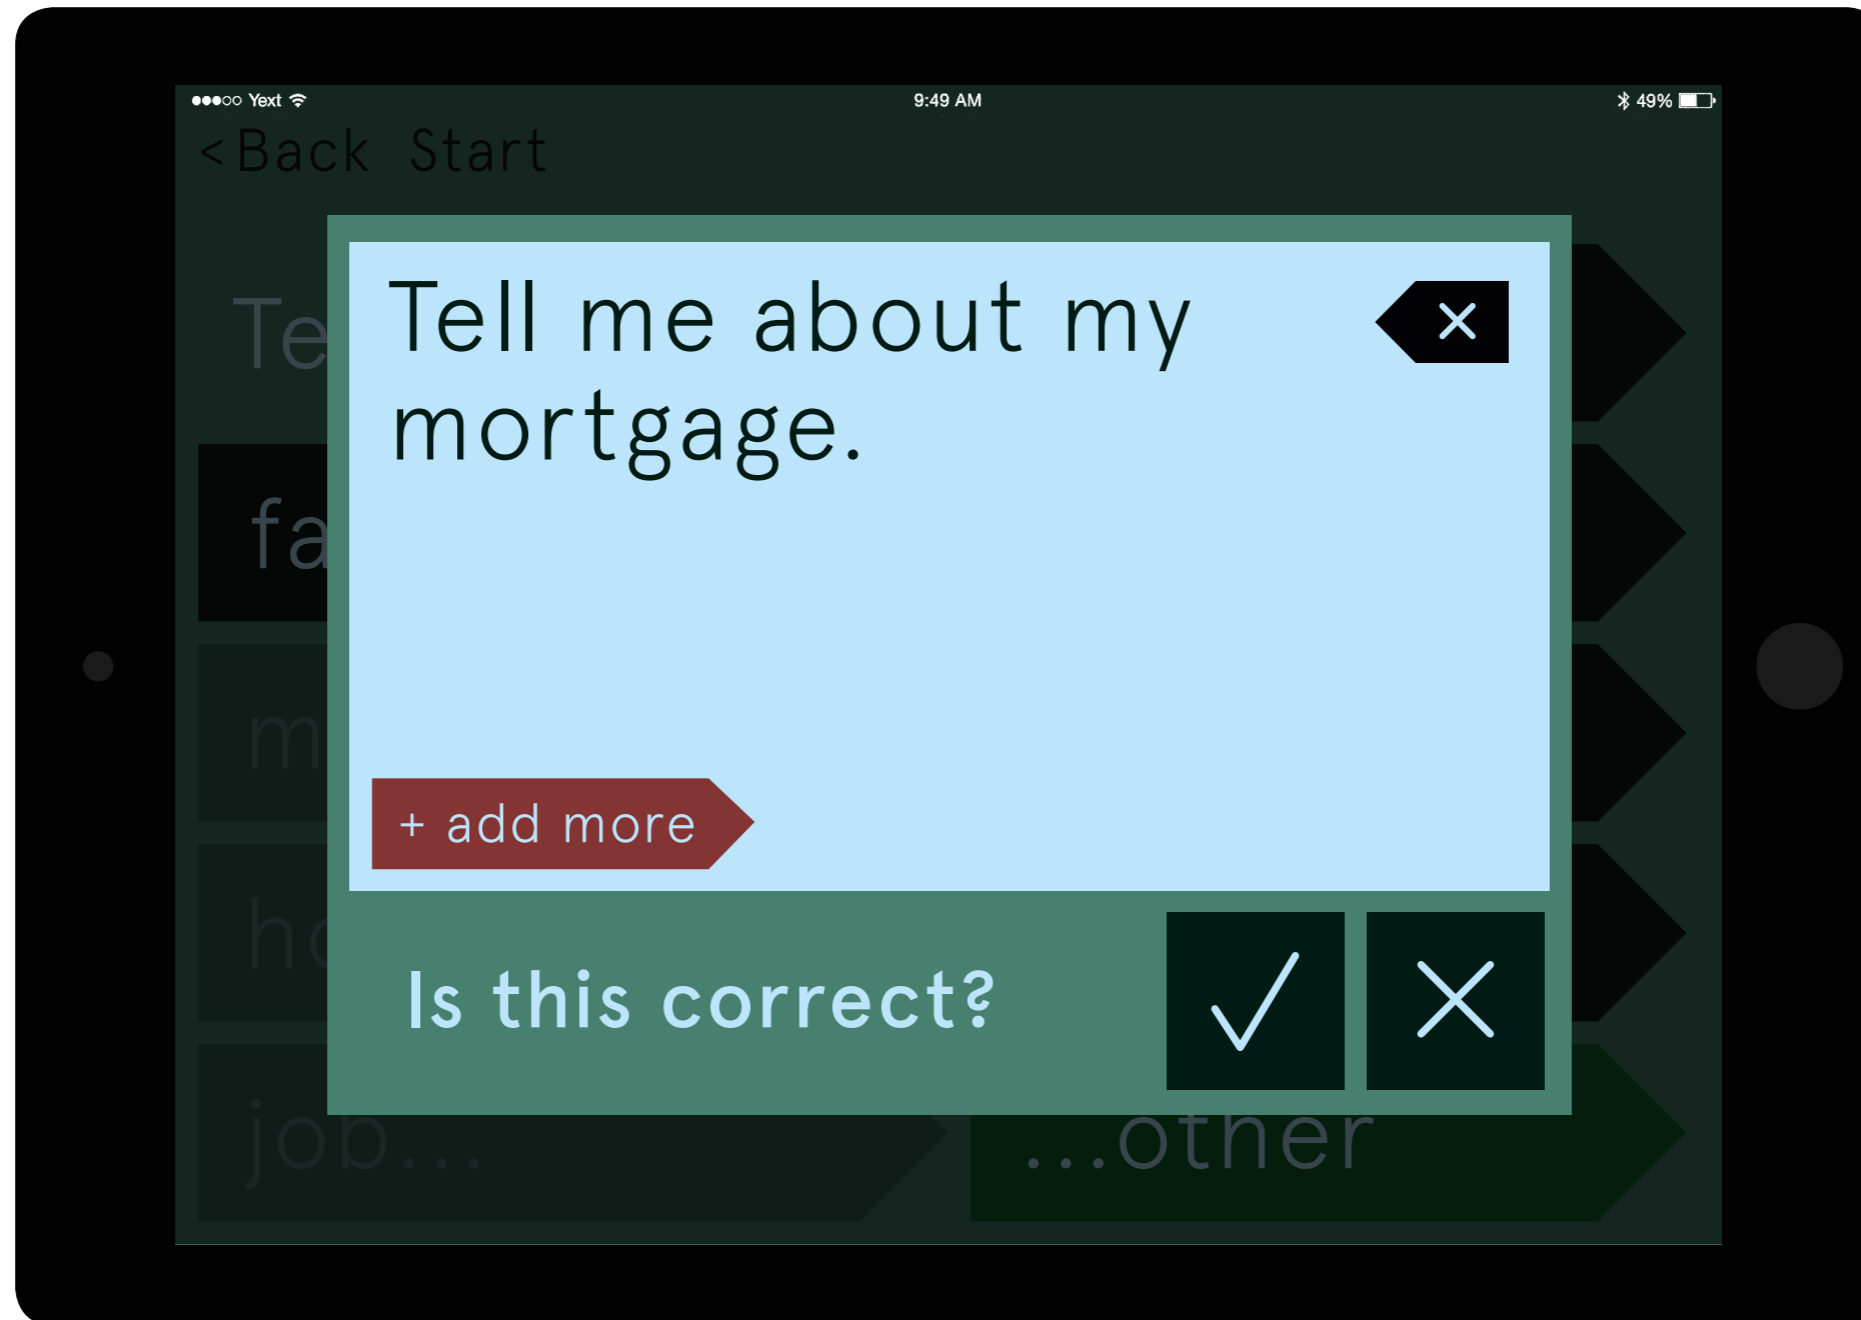 Yext
9:49 AM
49%
<Back Start
Tell me about my
mortgage.
+ add more
Is this correct?
job...
...other